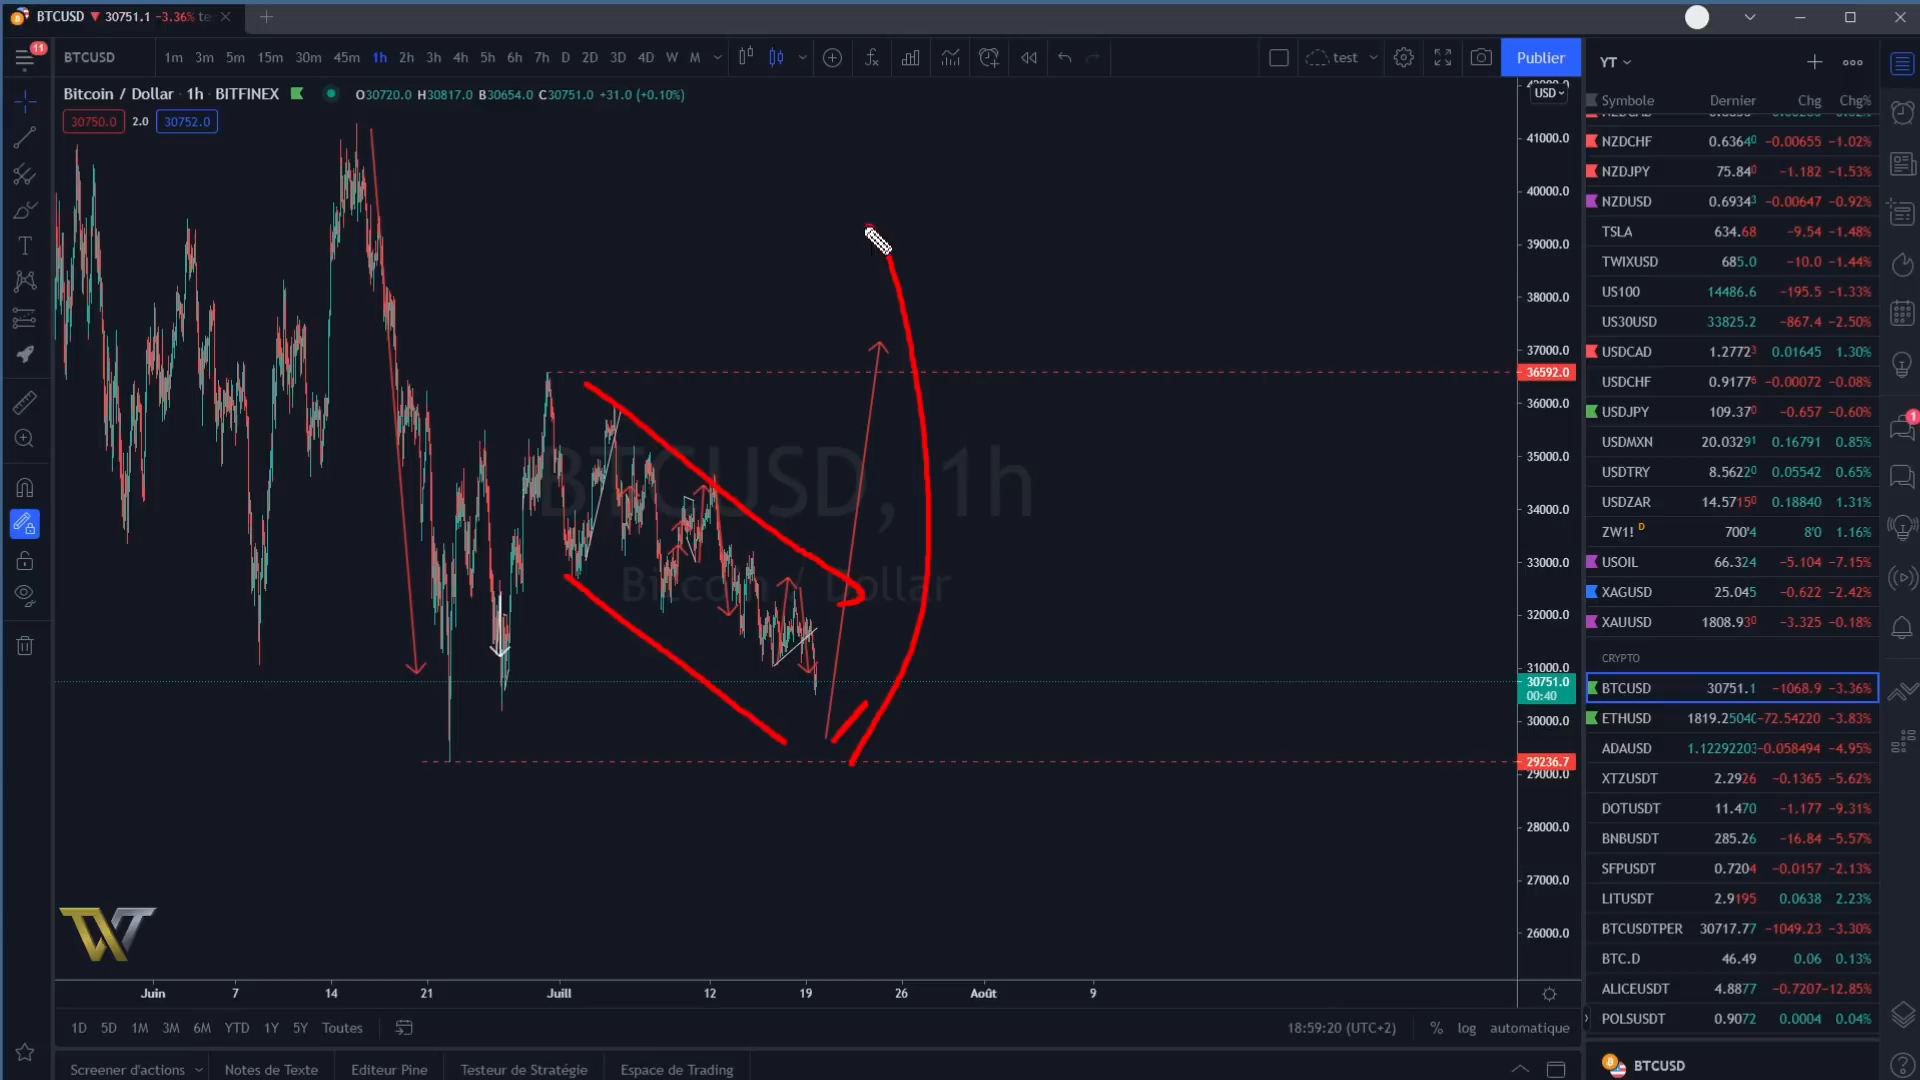 BTCUSD ▼ 30751.1 −3.36% te
11
BTCUSD
1m 3m 5m 15m 30m 45m 1h 2h 3h 4h 5h 6h 7h D 2D 3D 4D W M
test
Publier
YT
Bitcoin / Dollar · 1h · BITFINEX
O30720.0 H30817.0 B30654.0 C30751.0 +31.0 (+0.10%)
30750.0 2.0 30752.0
USD
41000.0
40000.0
39000.0
38000.0
37000.0
36592.0
36000.0
35000.0
34000.0
33000.0
32000.0
31000.0
30751.0
00:40
30000.0
29236.7
29000.0
28000.0
27000.0
26000.0
BTCUSD, 1h
Bitcoin / Dollar
Juin 7 14 21 Juill 12 19 26 Août 9
1D 5D 1M 3M 6M YTD 1Y 5Y Toutes
18:59:20 (UTC+2) % log automatique
Screener d'actions Notes de Texte Editeur Pine Testeur de Stratégie Espace de Trading
Symbole Dernier Chg Chg%
NZDCHF 0.63640 −0.00655 −1.02%
NZDJPY 75.840 −1.182 −1.53%
NZDUSD 0.69343 −0.00647 −0.92%
TSLA 634.68 −9.54 −1.48%
TWIXUSD 685.0 −10.0 −1.44%
US100 14486.6 −195.5 −1.33%
US30USD 33825.2 −867.4 −2.50%
USDCAD 1.27723 0.01645 1.30%
USDCHF 0.91776 −0.00072 −0.08%
USDJPY 109.370 −0.657 −0.60%
USDMXN 20.03291 0.16791 0.85%
USDTRY 8.56220 0.05542 0.65%
USDZAR 14.57150 0.18840 1.31%
ZW1! D 700'4 8'0 1.16%
USOIL 66.324 −5.104 −7.15%
XAGUSD 25.045 −0.622 −2.42%
XAUUSD 1808.930 −3.325 −0.18%
CRYPTO
BTCUSD 30751.1 −1068.9 −3.36%
ETHUSD 1819.2504 −72.54220 −3.83%
ADAUSD 1.12292203 −0.058494 −4.95%
XTZUSDT 2.2926 −0.1365 −5.62%
DOTUSDT 11.470 −1.177 −9.31%
BNBUSDT 285.26 −16.84 −5.57%
SFPUSDT 0.7204 −0.0157 −2.13%
LITUSDT 2.9195 0.0638 2.23%
BTCUSDTPER 30717.77 −1049.23 −3.30%
BTC.D 46.49 0.06 0.13%
ALICEUSDT 4.8877 −0.7207 −12.85%
POLSUSDT 0.9072 0.0004 0.04%
BTCUSD
1